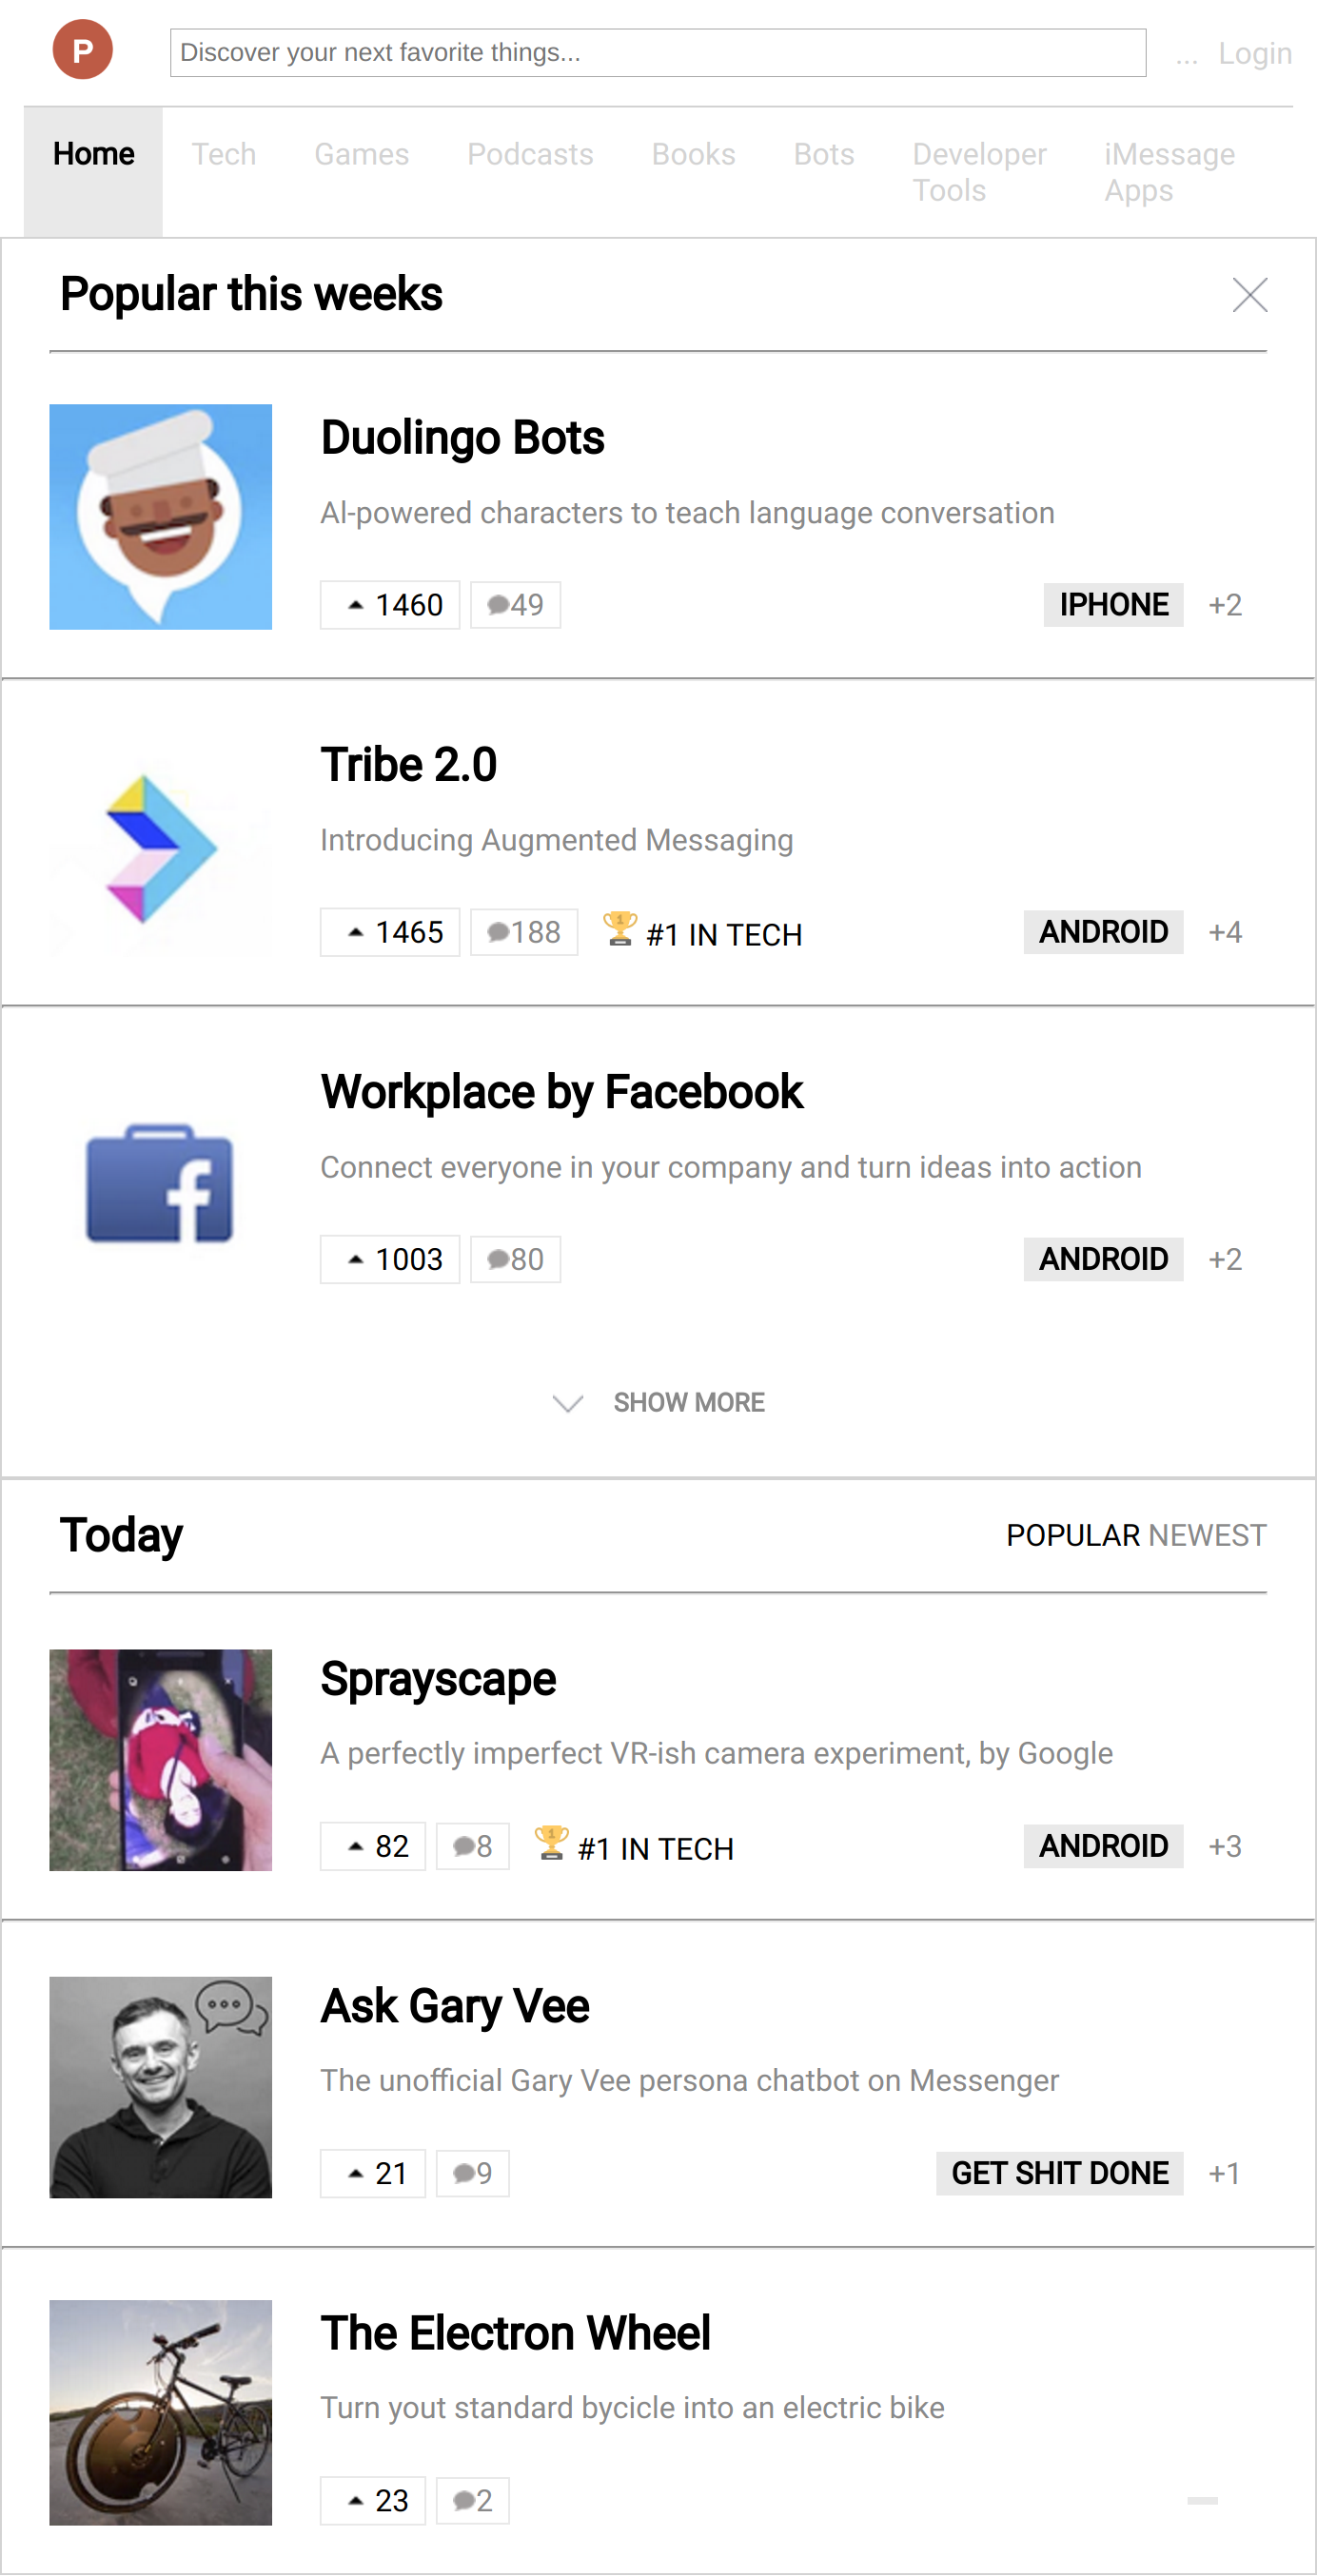 P
Discover your next favorite things...
... Login
Home Tech Games Podcasts Books Bots Developer Tools iMessage Apps
Popular this weeks
Duolingo Bots
AI-powered characters to teach language conversation
1460 49 IPHONE +2
Tribe 2.0
Introducing Augmented Messaging
1465 188 #1 IN TECH ANDROID +4
Workplace by Facebook
Connect everyone in your company and turn ideas into action
1003 80 ANDROID +2
SHOW MORE
Today POPULAR NEWEST
Sprayscape
A perfectly imperfect VR-ish camera experiment, by Google
82 8 #1 IN TECH ANDROID +3
Ask Gary Vee
The unofficial Gary Vee persona chatbot on Messenger
21 9 GET SHIT DONE +1
The Electron Wheel
Turn yout standard bycicle into an electric bike
23 2